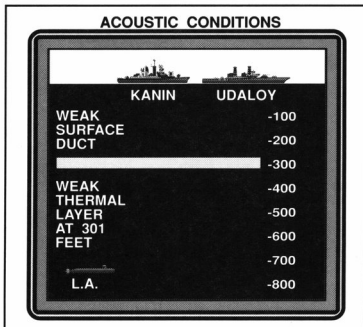 ACOUSTIC CONDITIONS
KANIN UDALOY
WEAK
SURFACE
DUCT
-100
-200
-300
WEAK
THERMAL
LAYER
AT 301
FEET
-400
-500
-600
-700
L.A.
-800